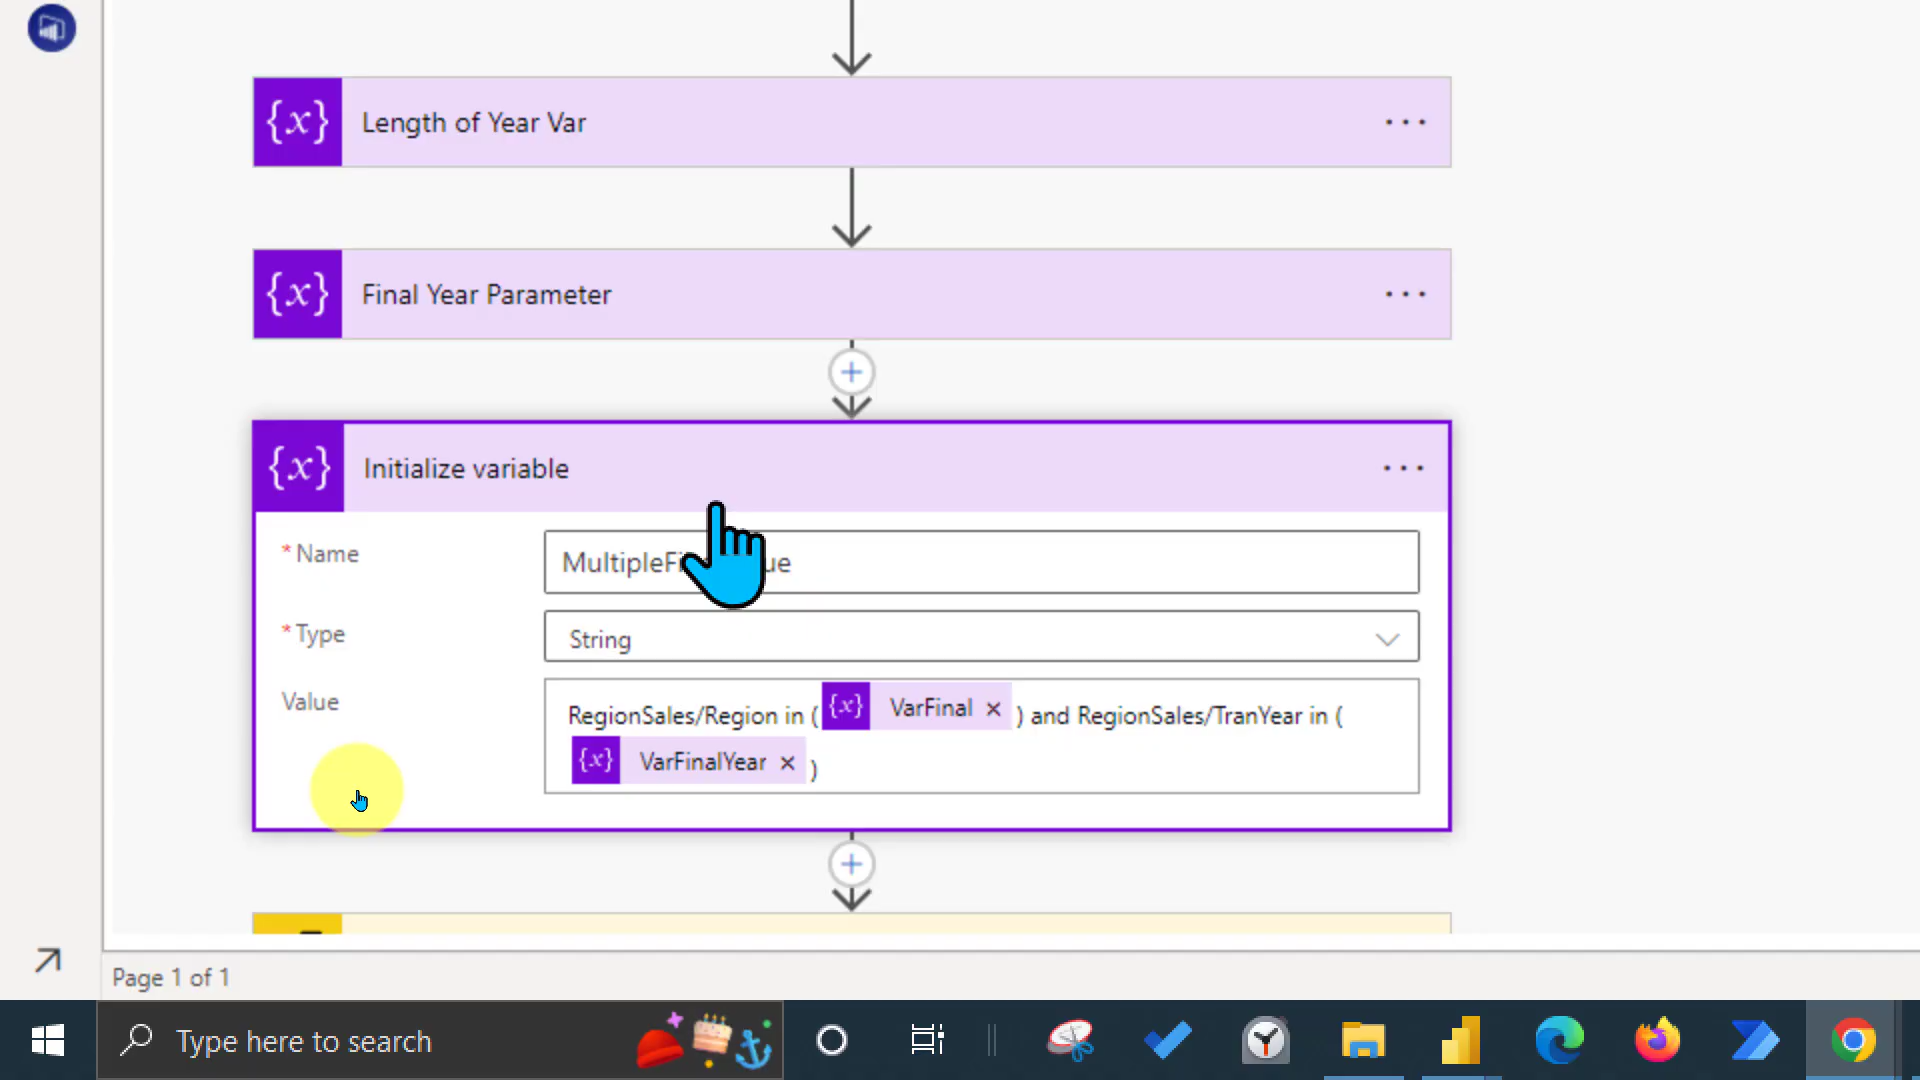 {x} Length of Year Var ...
{x} Final Year Parameter ...
{x} Initialize variable ...
* Name
* Type String
Value RegionSales/Region in ( {x} VarFinal × ) and RegionSales/TranYear in (
{x} VarFinalYear × )
Page 1 of 1
Type here to search